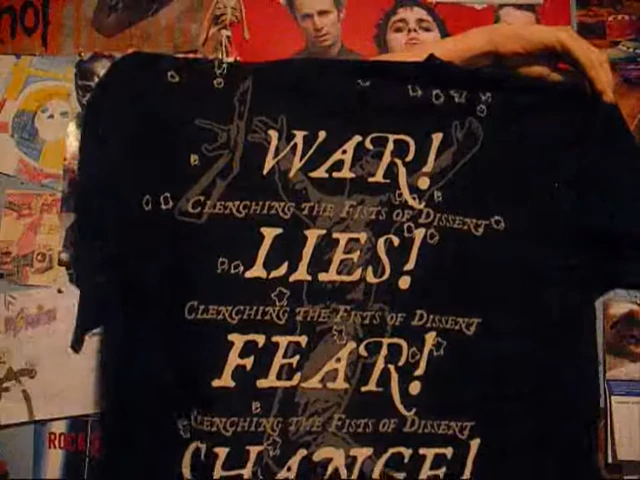 WAR!
CLENCHING THE FISTS OF DISSENT
LIES!
CLENCHING THE FISTS OF DISSENT
FEAR!
CLENCHING THE FISTS OF DISSENT
CHANGE!
ROCK